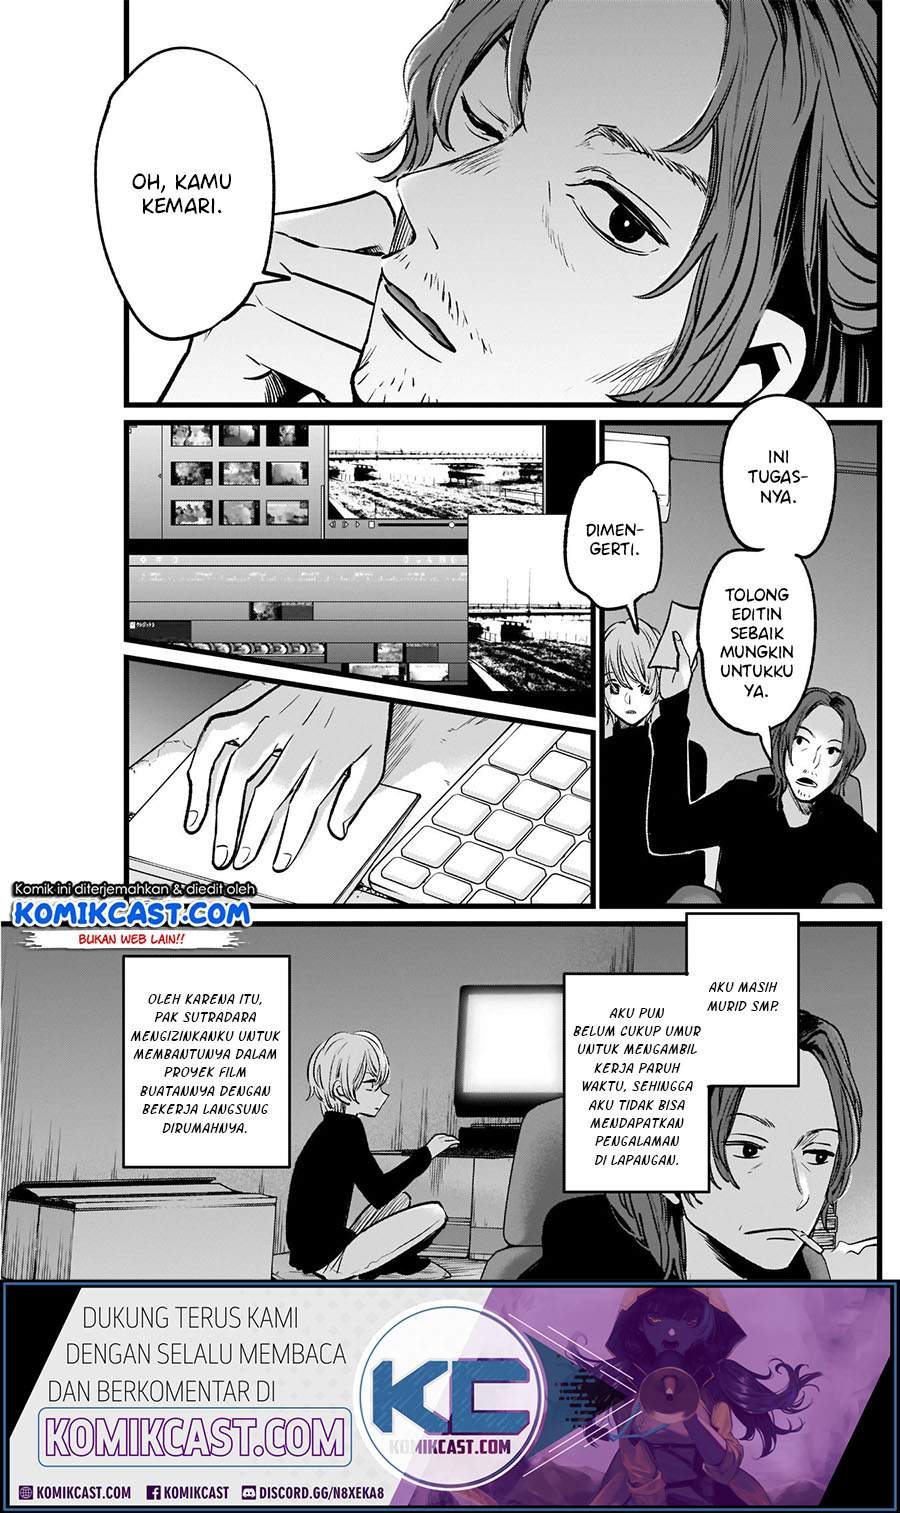 OH, KAMU
KEMARI.
INI
TUGAS-
NYA.
TOLONG
EDITIN
SEBAIK
MUNGKIN
UNTUKKU
YA.
DIMEN-
GERTI.
Komik ini diterjemahkan & diedit oleh
KOMIKCAST.COM
BUKAN WEB LAIN!!
AKU MASIH
MURID SMP.
AKU PUN
BELUM CUKUP UMUR
UNTUK MENGAMBIL
KERJA PARUH
WAKTU, SEHINGGA
AKU TIDAK BISA
MENDAPATKAN
PENGALAMAN
DI LAPANGAN.
OLEH KARENA ITU,
PAK SUTRADARA
MENGIZINKANKU UNTUK
MEMBANTUNYA DALAM
PROYEK FILM
BUATANNYA DENGAN
BEKERJA LANGSUNG
DIRUMAHNYA.
DUKUNG TERUS KAMI
DENGAN SELALU MEMBACA
DAN BERKOMENTAR DI
KOMIKCAST.COM
KC
KOMIKCAST.COM
KOMIKCAST.COM
KOMIKCAST
DISCORD.GG/N8XEKA8